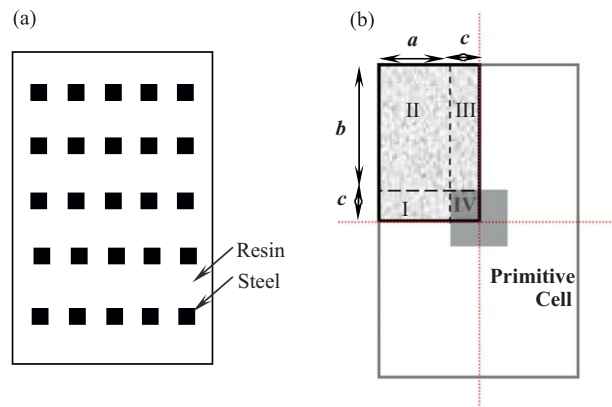 (a)
(b)
a
c
II
III
b
c
I
IV
Resin
Steel
Primitive
Cell